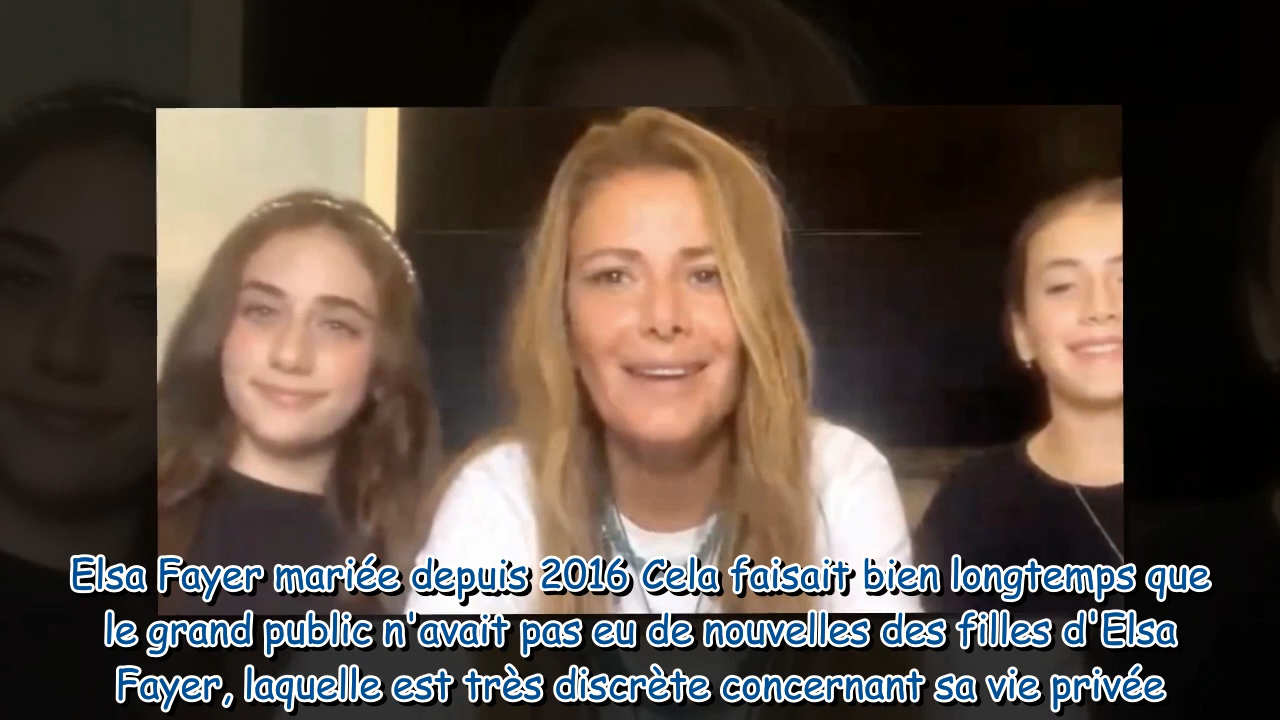 Elsa Fayer mariée depuis 2016 Cela faisait bien longtemps que
le grand public n'avait pas eu de nouvelles des filles d'Elsa
Fayer, laquelle est très discrète concernant sa vie privée